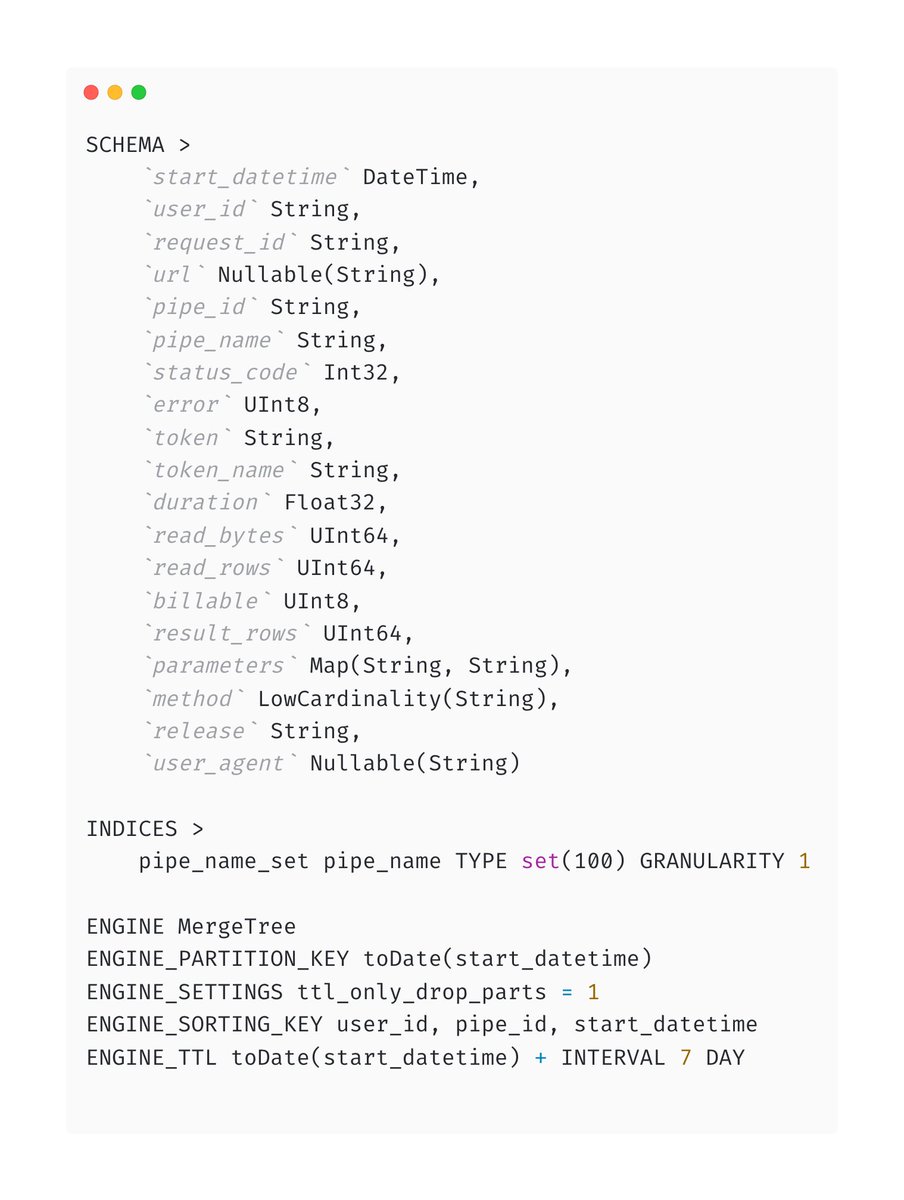 SCHEMA >
    `start_datetime` DateTime,
    `user_id` String,
    `request_id` String,
    `url` Nullable(String),
    `pipe_id` String,
    `pipe_name` String,
    `status_code` Int32,
    `error` UInt8,
    `token` String,
    `token_name` String,
    `duration` Float32,
    `read_bytes` UInt64,
    `read_rows` UInt64,
    `billable` UInt8,
    `result_rows` UInt64,
    `parameters` Map(String, String),
    `method` LowCardinality(String),
    `release` String,
    `user_agent` Nullable(String)

INDICES >
    pipe_name_set pipe_name TYPE set(100) GRANULARITY 1

ENGINE MergeTree
ENGINE_PARTITION_KEY toDate(start_datetime)
ENGINE_SETTINGS ttl_only_drop_parts = 1
ENGINE_SORTING_KEY user_id, pipe_id, start_datetime
ENGINE_TTL toDate(start_datetime) + INTERVAL 7 DAY